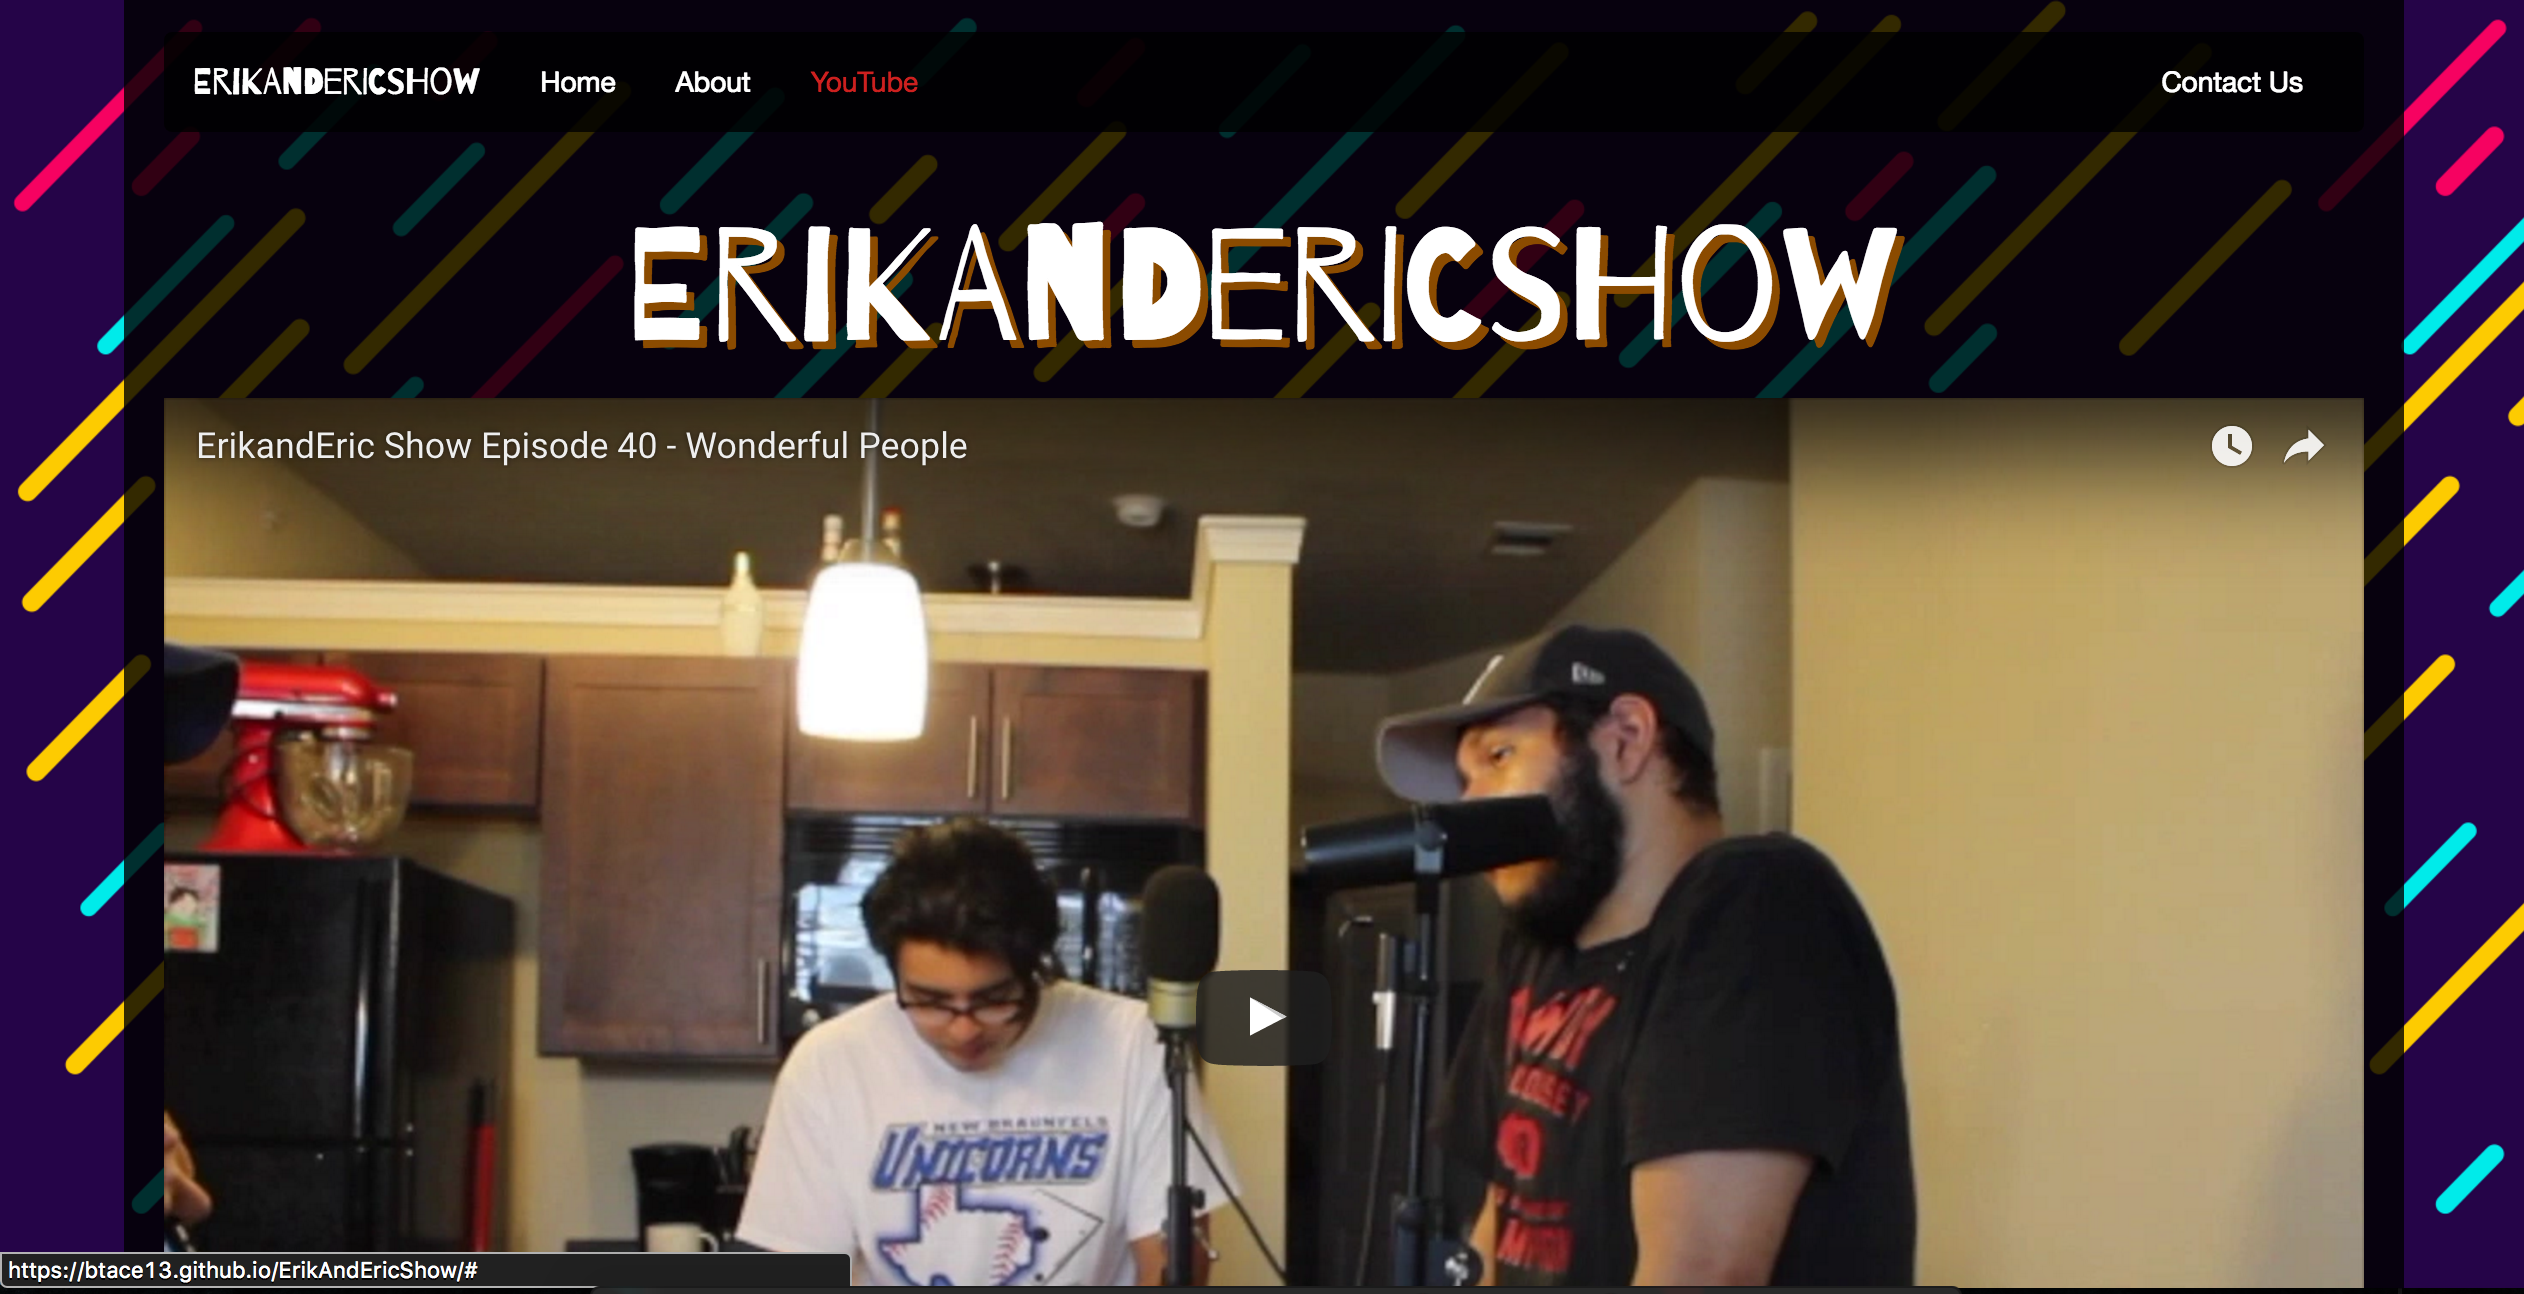 ERIKANDERICSHOW Home About YouTube Contact Us
ERIKANDERICSHOW
ErikandEric Show Episode 40 - Wonderful People
NEW BRAUNFELS
UNICORNS
https://btace13.github.io/ErikAndEricShow/#